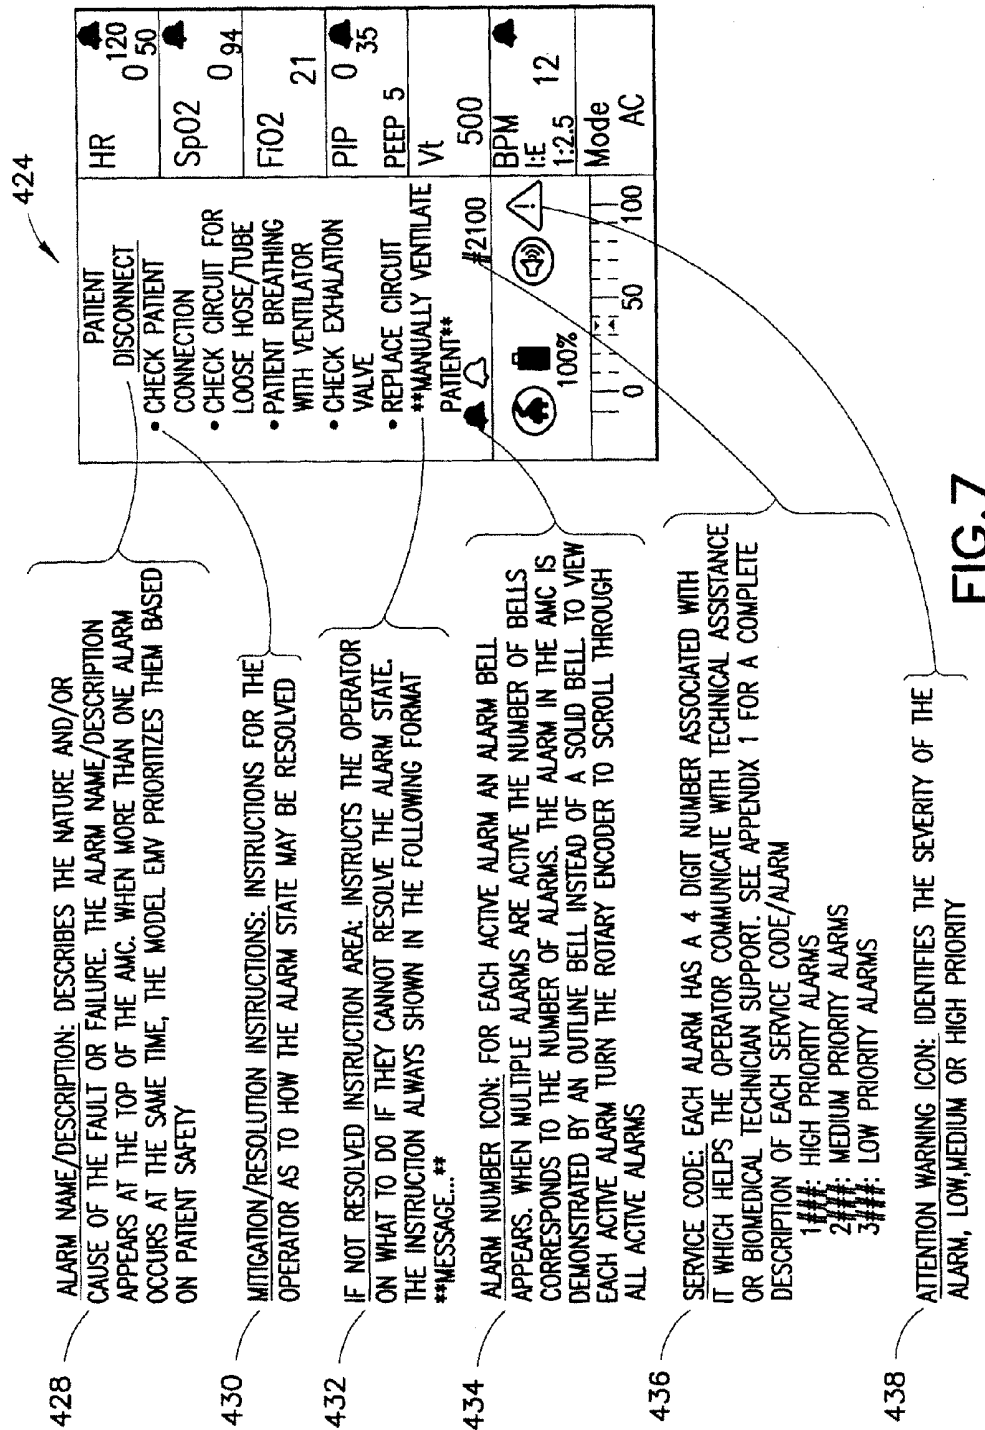 424
PATIENT
DISCONNECT
• CHECK PATIENT
CONNECTION
• CHECK CIRCUIT FOR
LOOSE HOSE/TUBE
• PATIENT BREATHING
WITH VENTILATOR
• CHECK EXHALATION
VALVE
• REPLACE CIRCUIT
**MANUALLY VENTILATE
PATIENT**
#2100
100%
0 50 100
HR
120
0 50
SpO2
0 94
FiO2
21
PIP 0
35
PEEP 5
Vt
500
BPM
I:E 12
1:2.5
Mode
AC
428
ALARM NAME/DESCRIPTION: DESCRIBES THE NATURE AND/OR
CAUSE OF THE FAULT OR FAILURE. THE ALARM NAME/DESCRIPTION
APPEARS AT THE TOP OF THE AMC. WHEN MORE THAN ONE ALARM
OCCURS AT THE SAME TIME, THE MODEL EMV PRIORITIZES THEM BASED
ON PATIENT SAFETY
430
MITIGATION/RESOLUTION INSTRUCTIONS: INSTRUCTIONS FOR THE
OPERATOR AS TO HOW THE ALARM STATE MAY BE RESOLVED
432
IF NOT RESOLVED INSTRUCTION AREA: INSTRUCTS THE OPERATOR
ON WHAT TO DO IF THEY CANNOT RESOLVE THE ALARM STATE.
THE INSTRUCTION ALWAYS SHOWN IN THE FOLLOWING FORMAT
**MESSAGE...**
434
ALARM NUMBER ICON: FOR EACH ACTIVE ALARM AN ALARM BELL
APPEARS. WHEN MULTIPLE ALARMS ARE ACTIVE THE NUMBER OF BELLS
CORRESPONDS TO THE NUMBER OF ALARMS. THE ALARM IN THE AMC IS
DEMONSTRATED BY AN OUTLINE BELL INSTEAD OF A SOLID BELL. TO VIEW
EACH ACTIVE ALARM TURN THE ROTARY ENCODER TO SCROLL THROUGH
ALL ACTIVE ALARMS
436
SERVICE CODE: EACH ALARM HAS A 4 DIGIT NUMBER ASSOCIATED WITH
IT WHICH HELPS THE OPERATOR COMMUNICATE WITH TECHNICAL ASSISTANCE
OR BIOMEDICAL TECHNICIAN SUPPORT. SEE APPENDIX 1 FOR A COMPLETE
DESCRIPTION OF EACH SERVICE CODE/ALARM
1###: HIGH PRIORITY ALARMS
2###: MEDIUM PRIORITY ALARMS
3###: LOW PRIORITY ALARMS
438
ATTENTION WARNING ICON: IDENTIFIES THE SEVERITY OF THE
ALARM, LOW,MEDIUM OR HIGH PRIORITY
FIG.7